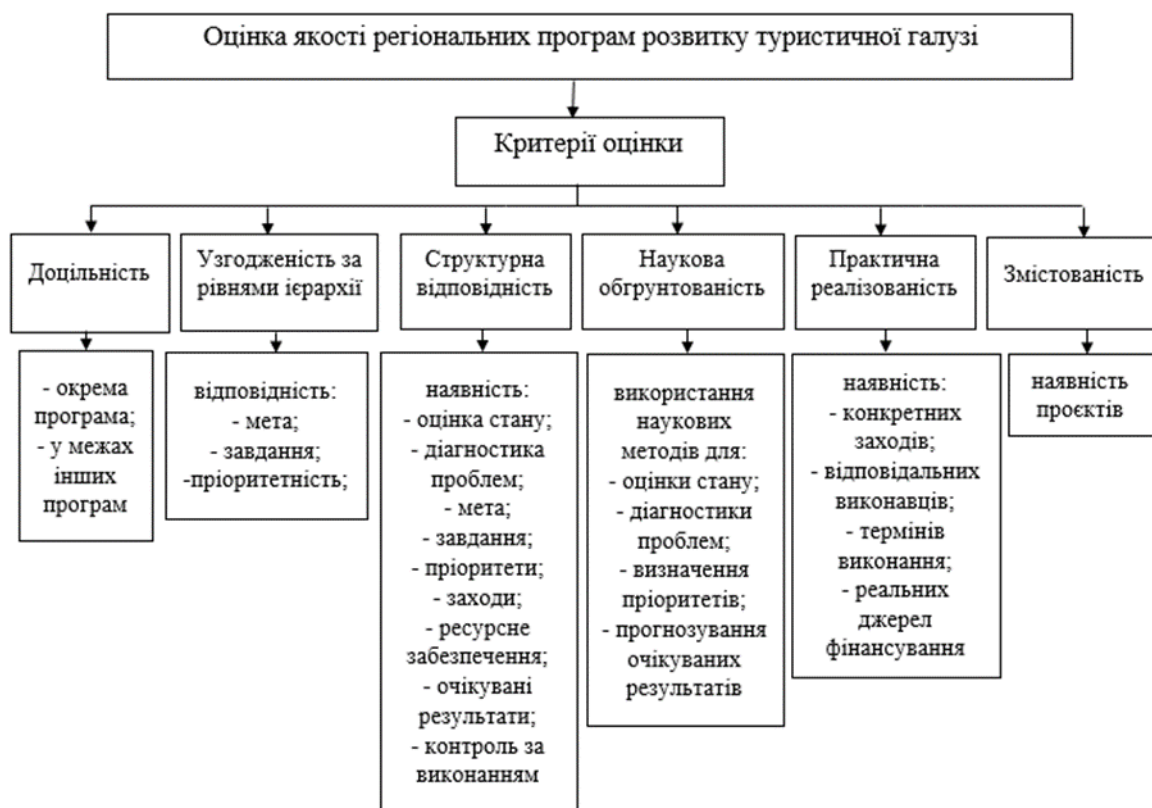 Оцінка якості регіональних програм розвитку туристичної галузі
Критерії оцінки
Доцільність
Узгодженість за
рівнями ієрархії
Структурна
відповідність
Наукова
обгрунтованість
Практична
реалізованість
Змістованість
- окрема
програма;
- у межах
інших
програм
відповідність:
- мета;
- завдання;
-пріоритетність;
наявність:
- оцінка стану;
- діагностика
проблем;
- мета;
- завдання;
- пріоритети;
- заходи;
- ресурсне
забезпечення;
- очікувані
результати;
- контроль за
виконанням
використання
наукових
методів для:
- оцінки стану;
- діагностики
проблем;
- визначення
пріоритетів;
- прогнозування
очікуваних
результатів
наявність:
- конкретних
заходів;
- відповідальних
виконавців;
- термінів
виконання;
- реальних
джерел
фінансування
наявність
проєктів